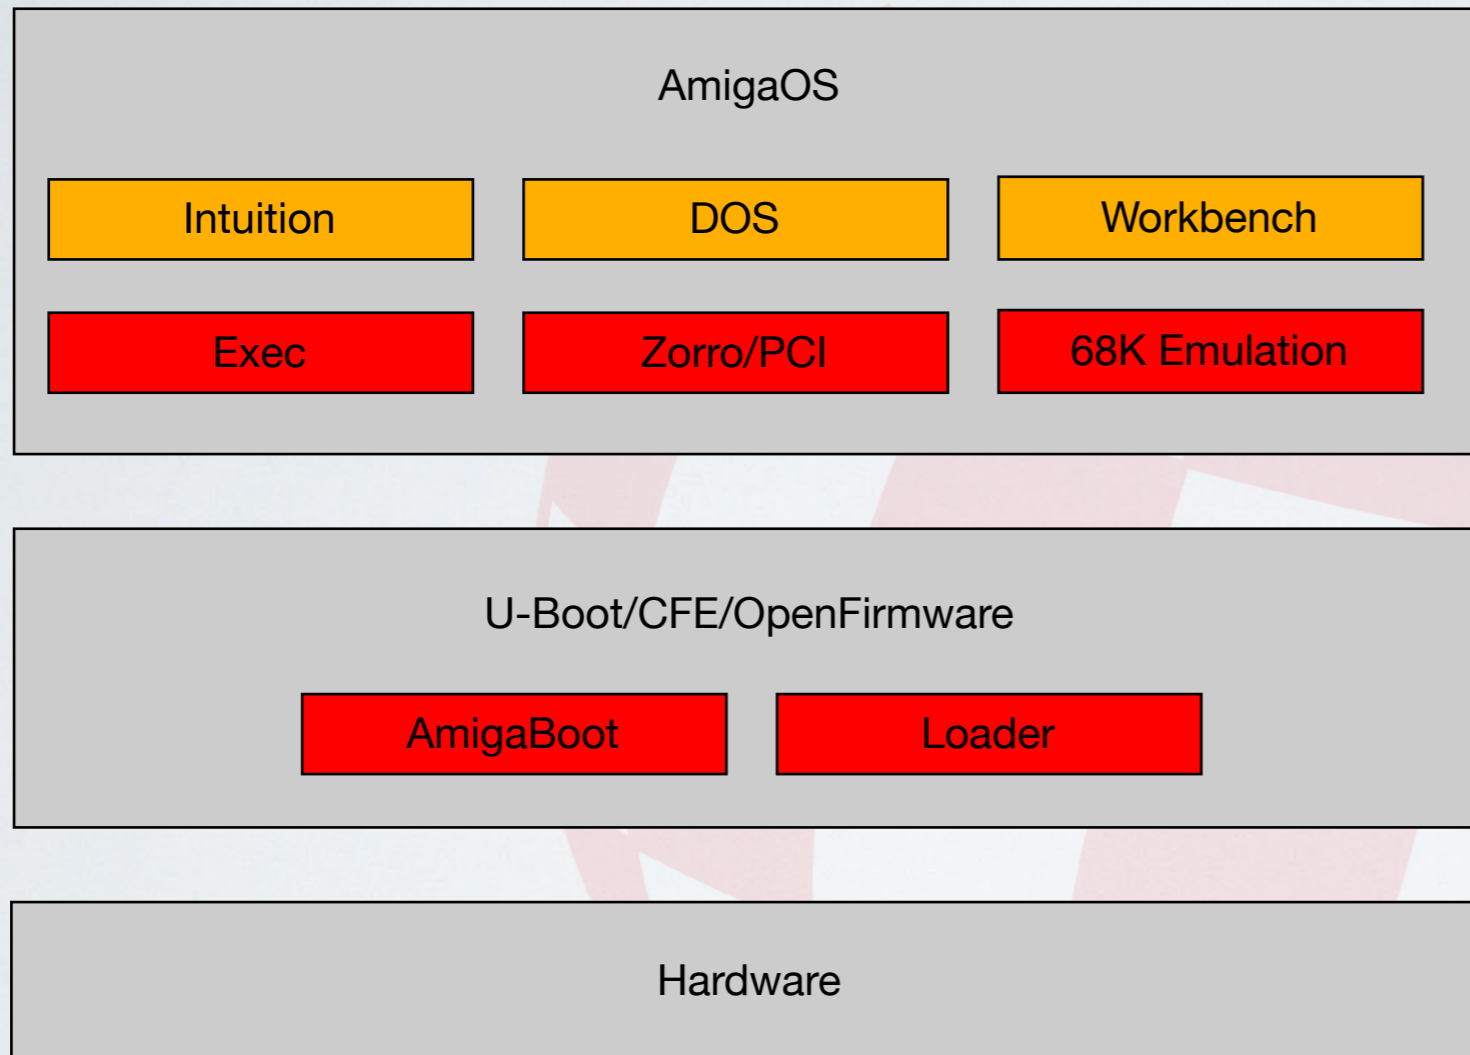 AmigaOS
Intuition
DOS
Workbench
Exec
Zorro/PCI
68K Emulation
U-Boot/CFE/OpenFirmware
AmigaBoot
Loader
Hardware